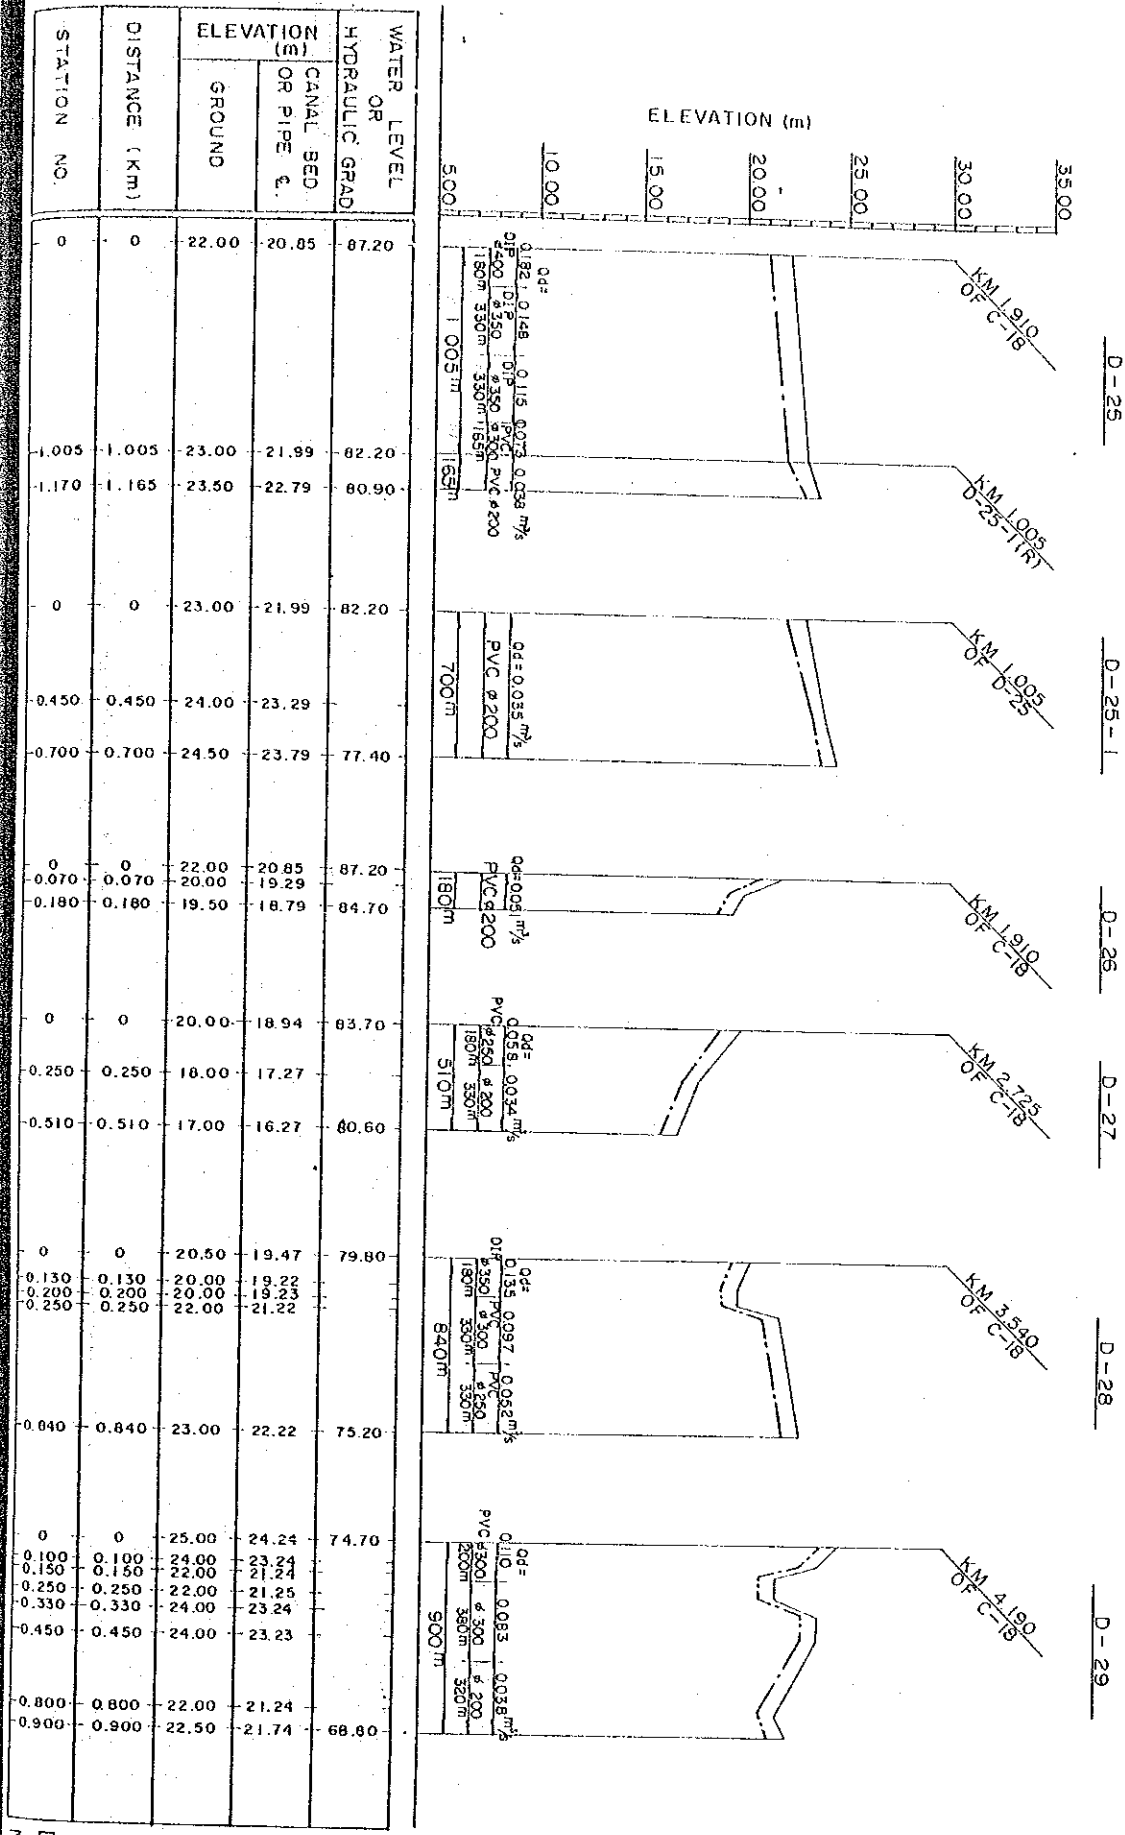 D-25
D-25-1
D-26
D-27
D-28
D-29
KM 1.910
OF C-18
KM 1.005
D-25-1(R)
KM 1.005
OF D-25
KM 1.910
OF C-18
KM 2.725
OF C-18
KM 3.540
OF C-18
KM 4.190
OF C-18
ELEVATION (m)
35.00
30.00
25.00
20.00
15.00
10.00
5.00
Qd=
0.182 0.148 0.115 0.073 0.038 m³/s
DIP DIP DIP PVC
ø400 ø350 ø350 ø300 PVC ø200
180m 330m 330m 165m
1 005m 165m
Qd=0.035 m³/s
PVC ø200
700m
Qd=0.051 m³/s
PVC ø200
180m
Qd=
0.058 0.034 m³/s
PVC ø250 ø200
180m 330m
510m
Qd=
0.135 0.097 0.052 m³/s
DIP PVC PVC
ø350 ø300 ø250
180m 330m 330m
840m
Qd=
0.110 0.083 0.038 m³/s
PVC ø300 ø300 ø200
200m 380m 320m
900m
WATER LEVEL
OR
HYDRAULIC GRAD
87.20 82.20 80.90 82.20 77.40 87.20 84.70 83.70 80.60 79.80 75.20 74.70 68.80
ELEVATION
(m)
CANAL BED
OR PIPE ℄.
20.85 21.99 22.79 21.99 23.29 23.79 20.85 19.29 18.79 18.94 17.27 16.27 19.47 19.22 19.23 21.22 22.22 24.24 23.24 21.24 21.25 23.24 23.23 21.24 21.74
GROUND
22.00 23.00 23.50 23.00 24.00 24.50 22.00 20.00 19.50 20.00 18.00 17.00 20.50 20.00 20.00 22.00 23.00 25.00 24.00 22.00 22.00 24.00 24.00 22.00 22.50
DISTANCE (Km)
0 1.005 1.165 0 0.450 0.700 0 0.070 0.180 0 0.250 0.510 0 0.130 0.200 0.250 0.840 0 0.100 0.150 0.250 0.330 0.450 0.800 0.900
STATION NO.
0 1.005 1.170 0 0.450 0.700 0 0.070 0.180 0 0.250 0.510 0 0.130 0.200 0.250 0.840 0 0.100 0.150 0.250 0.330 0.450 0.800 0.900